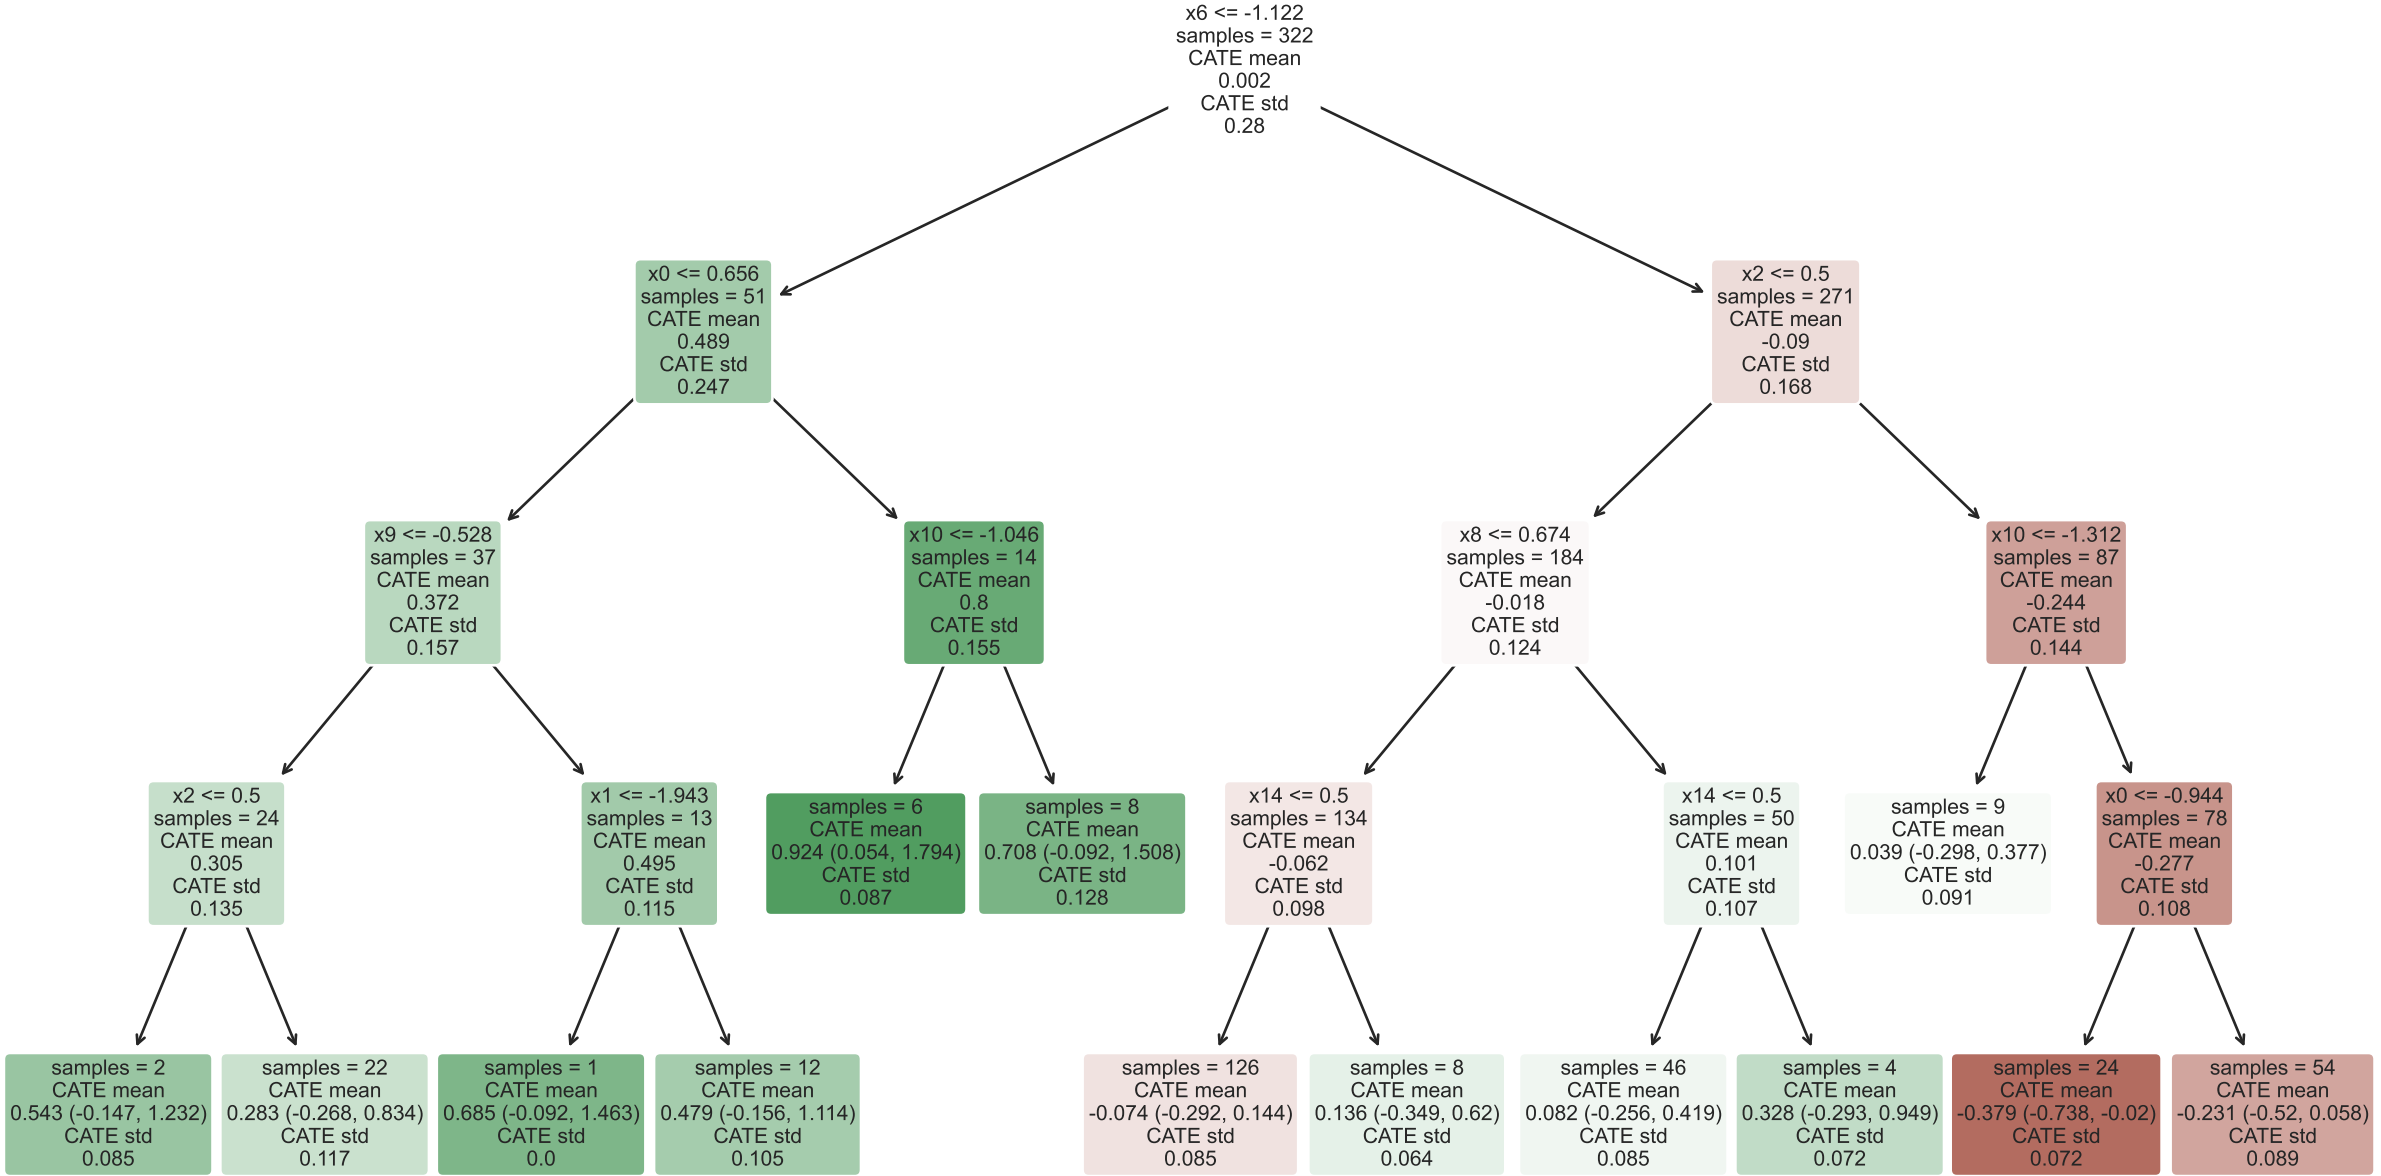 x6 <= -1.122
samples = 322
CATE mean
0.002
CATE std
0.28
x0 <= 0.656
samples = 51
CATE mean
0.489
CATE std
0.247
x2 <= 0.5
samples = 271
CATE mean
-0.09
CATE std
0.168
x9 <= -0.528
samples = 37
CATE mean
0.372
CATE std
0.157
x10 <= -1.046
samples = 14
CATE mean
0.8
CATE std
0.155
x8 <= 0.674
samples = 184
CATE mean
-0.018
CATE std
0.124
x10 <= -1.312
samples = 87
CATE mean
-0.244
CATE std
0.144
x2 <= 0.5
samples = 24
CATE mean
0.305
CATE std
0.135
x1 <= -1.943
samples = 13
CATE mean
0.495
CATE std
0.115
samples = 6
CATE mean
0.924 (0.054, 1.794)
CATE std
0.087
samples = 8
CATE mean
0.708 (-0.092, 1.508)
CATE std
0.128
x14 <= 0.5
samples = 134
CATE mean
-0.062
CATE std
0.098
x14 <= 0.5
samples = 50
CATE mean
0.101
CATE std
0.107
samples = 9
CATE mean
0.039 (-0.298, 0.377)
CATE std
0.091
x0 <= -0.944
samples = 78
CATE mean
-0.277
CATE std
0.108
samples = 2
CATE mean
0.543 (-0.147, 1.232)
CATE std
0.085
samples = 22
CATE mean
0.283 (-0.268, 0.834)
CATE std
0.117
samples = 1
CATE mean
0.685 (-0.092, 1.463)
CATE std
0.0
samples = 12
CATE mean
0.479 (-0.156, 1.114)
CATE std
0.105
samples = 126
CATE mean
-0.074 (-0.292, 0.144)
CATE std
0.085
samples = 8
CATE mean
0.136 (-0.349, 0.62)
CATE std
0.064
samples = 46
CATE mean
0.082 (-0.256, 0.419)
CATE std
0.085
samples = 4
CATE mean
0.328 (-0.293, 0.949)
CATE std
0.072
samples = 24
CATE mean
-0.379 (-0.738, -0.02)
CATE std
0.072
samples = 54
CATE mean
-0.231 (-0.52, 0.058)
CATE std
0.089